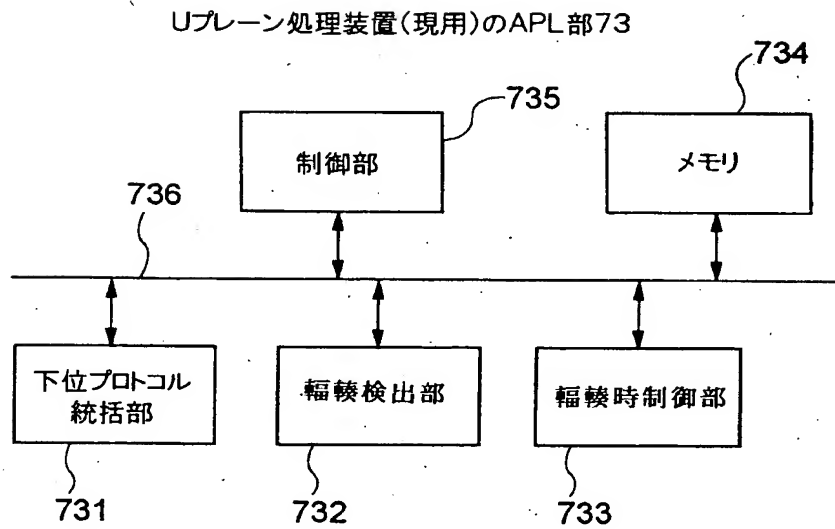 Uプレーン処理装置(現用)のAPL部73
734
735
制御部
メモリ
736
下位プロトコル
統括部
輻輳検出部
輻輳時制御部
731
732
733